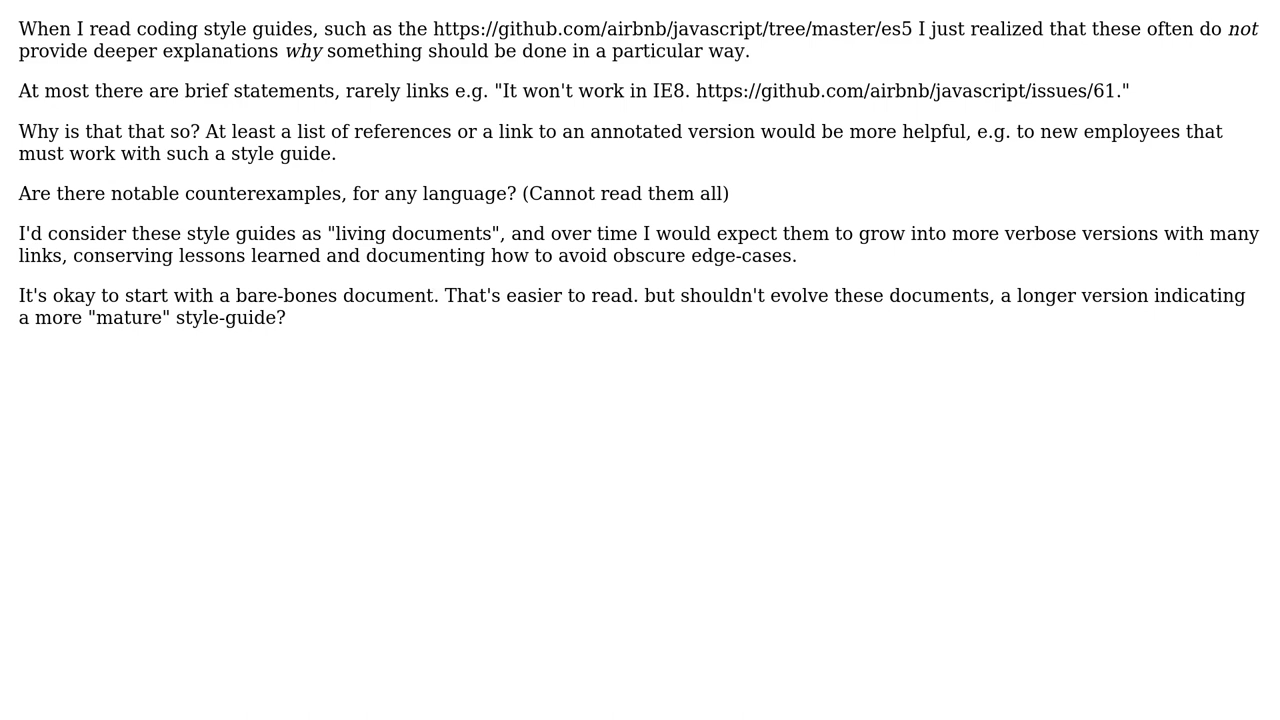 When I read coding style guides, such as the https://github.com/airbnb/javascript/tree/master/es5 I just realized that these often do not
provide deeper explanations why something should be done in a particular way.
At most there are brief statements, rarely links e.g. "It won't work in IE8. https://github.com/airbnb/javascript/issues/61."
Why is that that so? At least a list of references or a link to an annotated version would be more helpful, e.g. to new employees that
must work with such a style guide.
Are there notable counterexamples, for any language? (Cannot read them all)
I'd consider these style guides as "living documents", and over time I would expect them to grow into more verbose versions with many
links, conserving lessons learned and documenting how to avoid obscure edge-cases.
It's okay to start with a bare-bones document. That's easier to read. but shouldn't evolve these documents, a longer version indicating
a more "mature" style-guide?